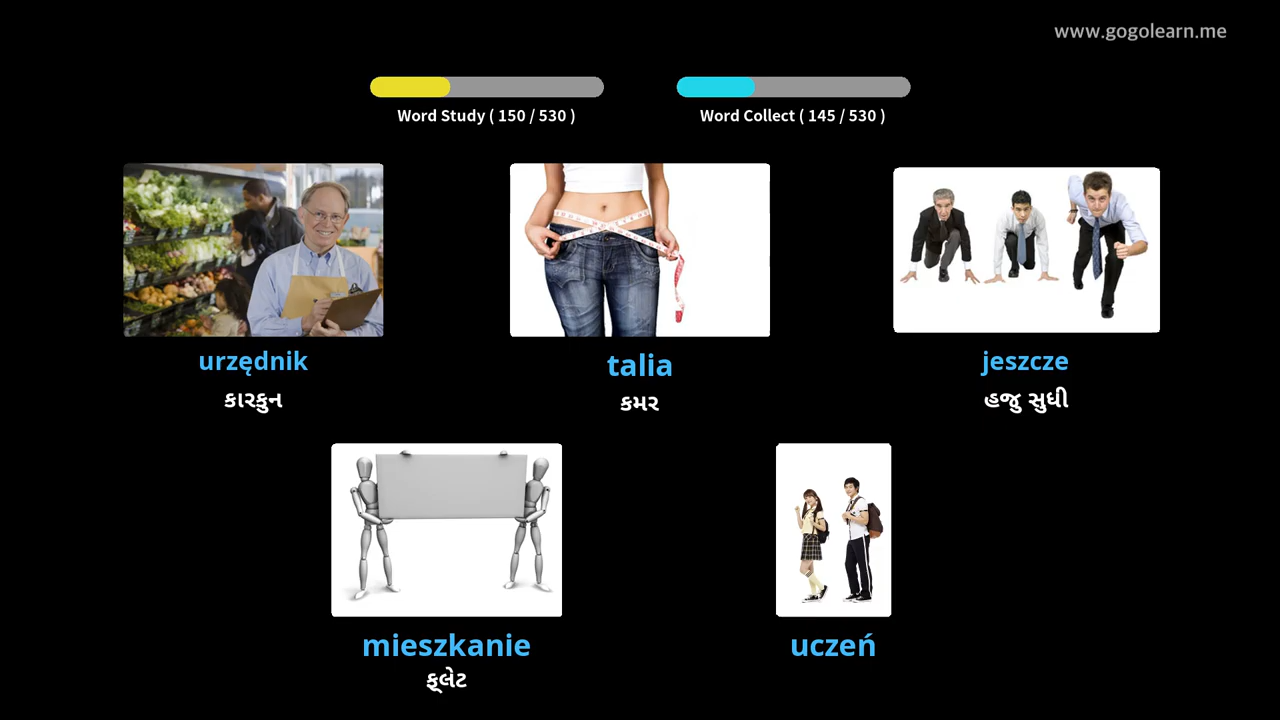 www.gogolearn.me
Word Study ( 150 / 530 )
Word Collect ( 145 / 530 )
urzędnik
કારકુન
talia
કમર
jeszcze
હજુ સુધી
mieszkanie
ફ્લેટ
uczeń